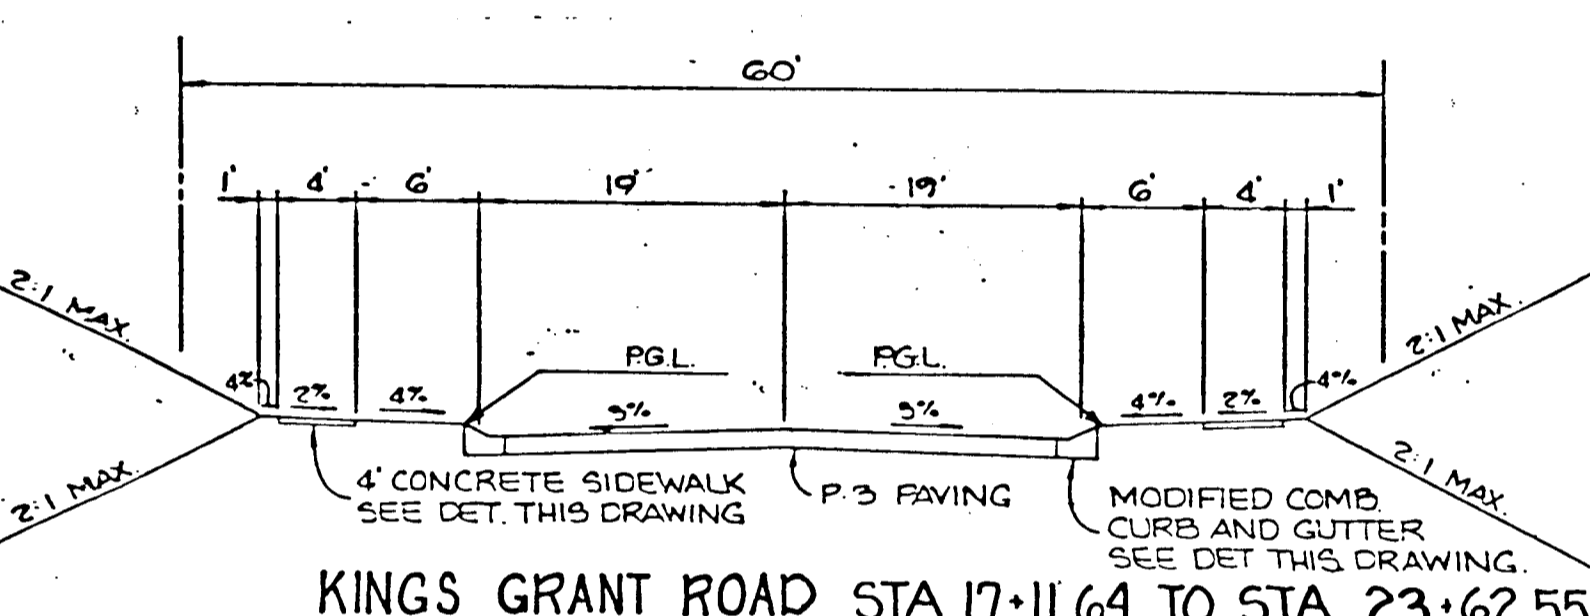 60'
1' 4' 6' 19' 19' 6' 4' 1'
2:1 MAX.
2:1 MAX.
P.G.L. P.G.L.
4% 2% 4% 3% 3% 4% 2% 4%
2:1 MAX.
2:1 MAX.
4' CONCRETE SIDEWALK
SEE DET. THIS DRAWING
P.3 PAVING
MODIFIED COMB.
CURB AND GUTTER
SEE DET THIS DRAWING.
KINGS GRANT ROAD STA 17+11.64 TO STA 23+62.55